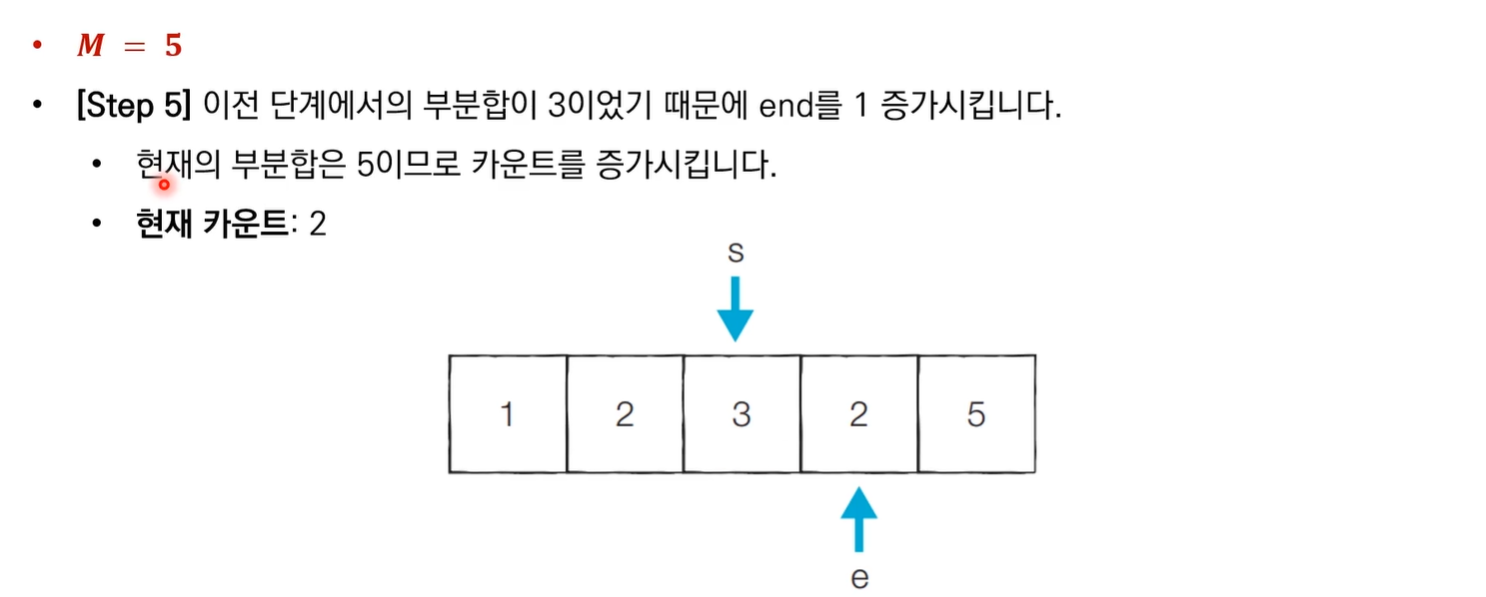 • M = 5
• [Step 5] 이전 단계에서의 부분합이 3이었기 때문에 end를 1 증가시킵니다.
• 현재의 부분합은 5이므로 카운트를 증가시킵니다.
• 현재 카운트: 2
s
1 2 3 2 5
e